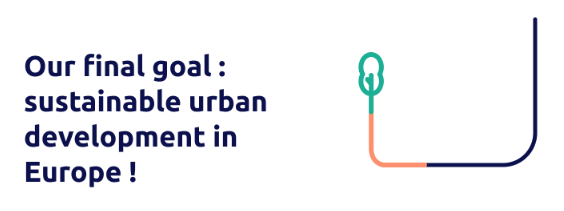 Our final goal :
sustainable urban
development in
Europe !